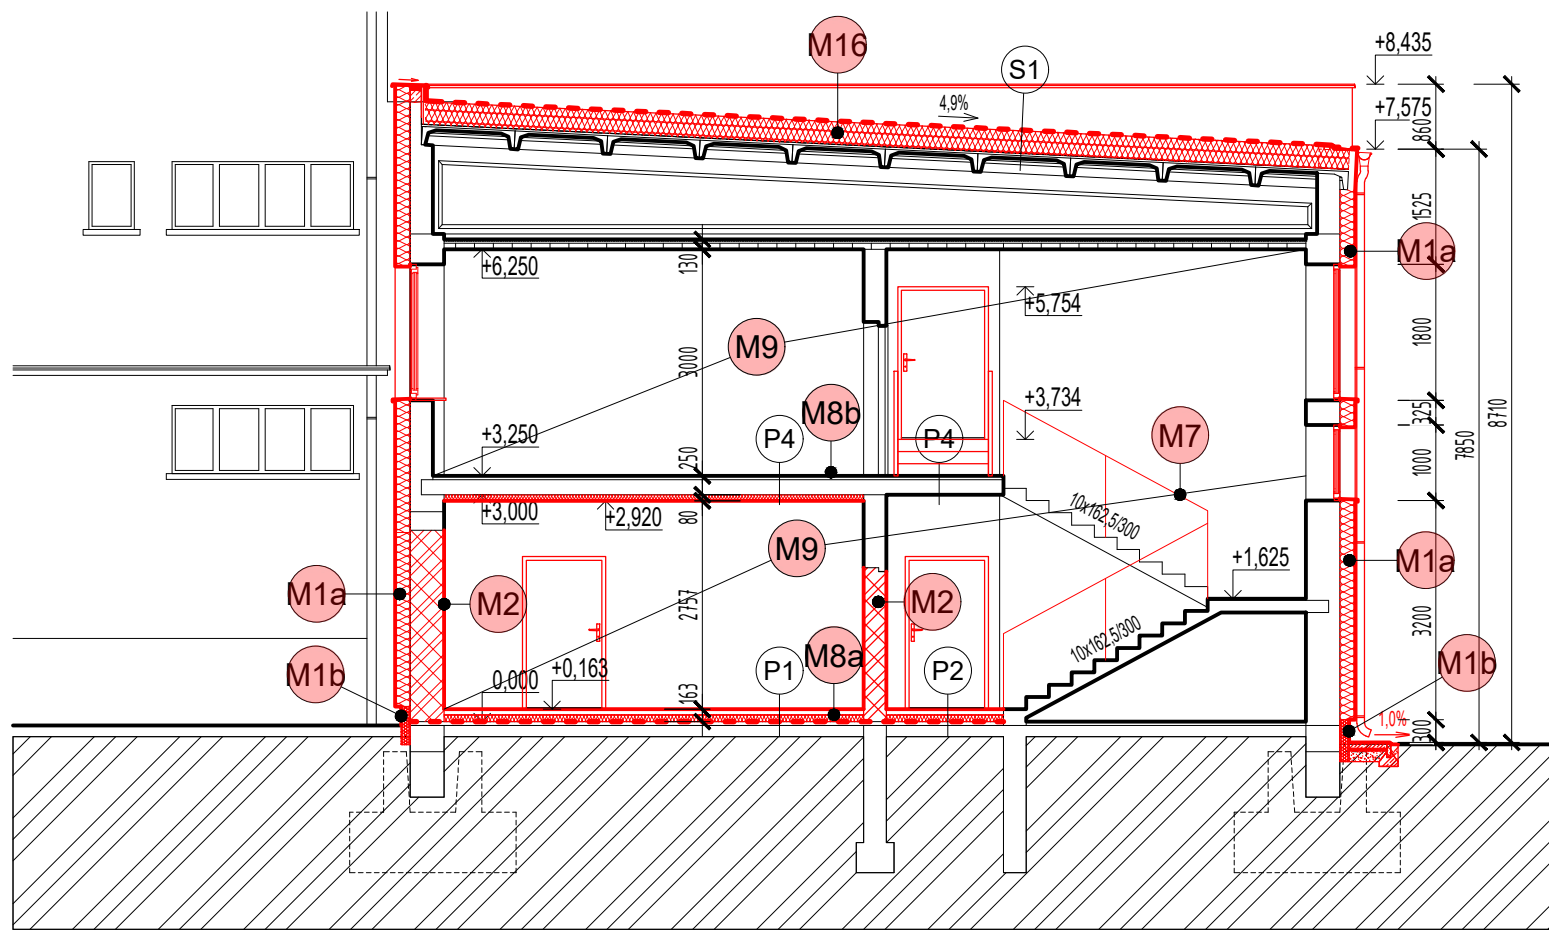 M16
S1
+8,435
4,9%
+7,575
860
1525
M1a
+6,250
130
+5,754
M9
3000
1800
+3,734
M8b
325
8710
+3,250
P4
P4
M7
7850
250
1000
+3,000
+2,920
80
10x162,5/300
M9
+1,625
M1a
M1a
M2
M2
2757
3200
10x162,5/300
M1b
0,000
+0,163
P1
M8a
P2
M1b
163
1,0%
300